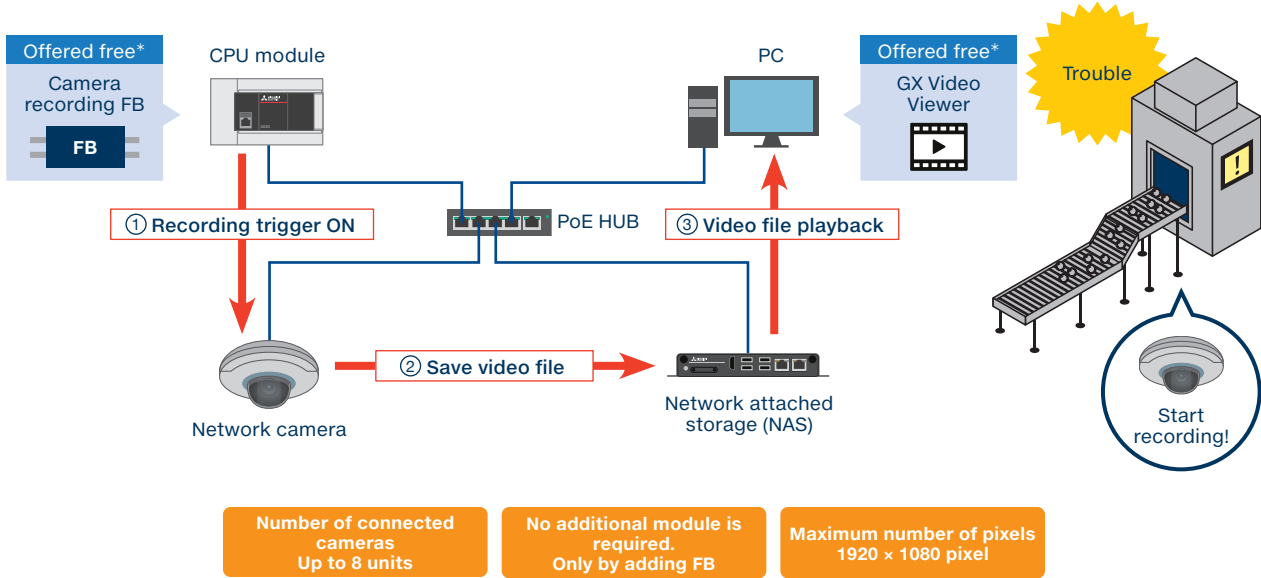 Offered free*
Camera
recording FB
FB
CPU module
PC
Offered free*
GX Video
Viewer
Trouble
!
① Recording trigger ON
PoE HUB
③ Video file playback
② Save video file
Network camera
Network attached
storage (NAS)
Start
recording!
Number of connected
cameras
Up to 8 units
No additional module is
required.
Only by adding FB
Maximum number of pixels
1920 × 1080 pixel